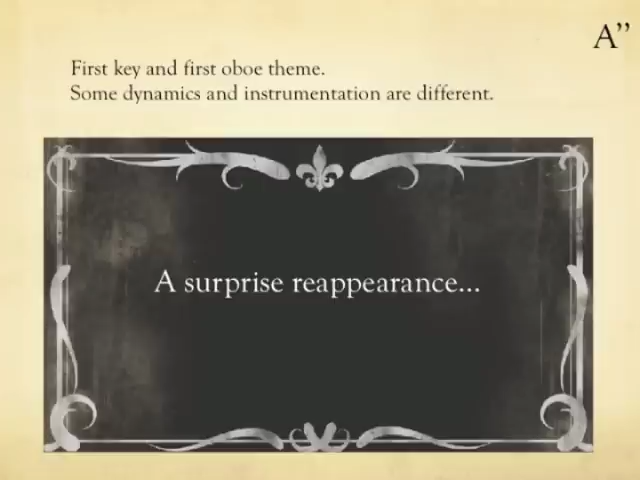 A”
First key and first oboe theme.
Some dynamics and instrumentation are different.
A surprise reappearance...